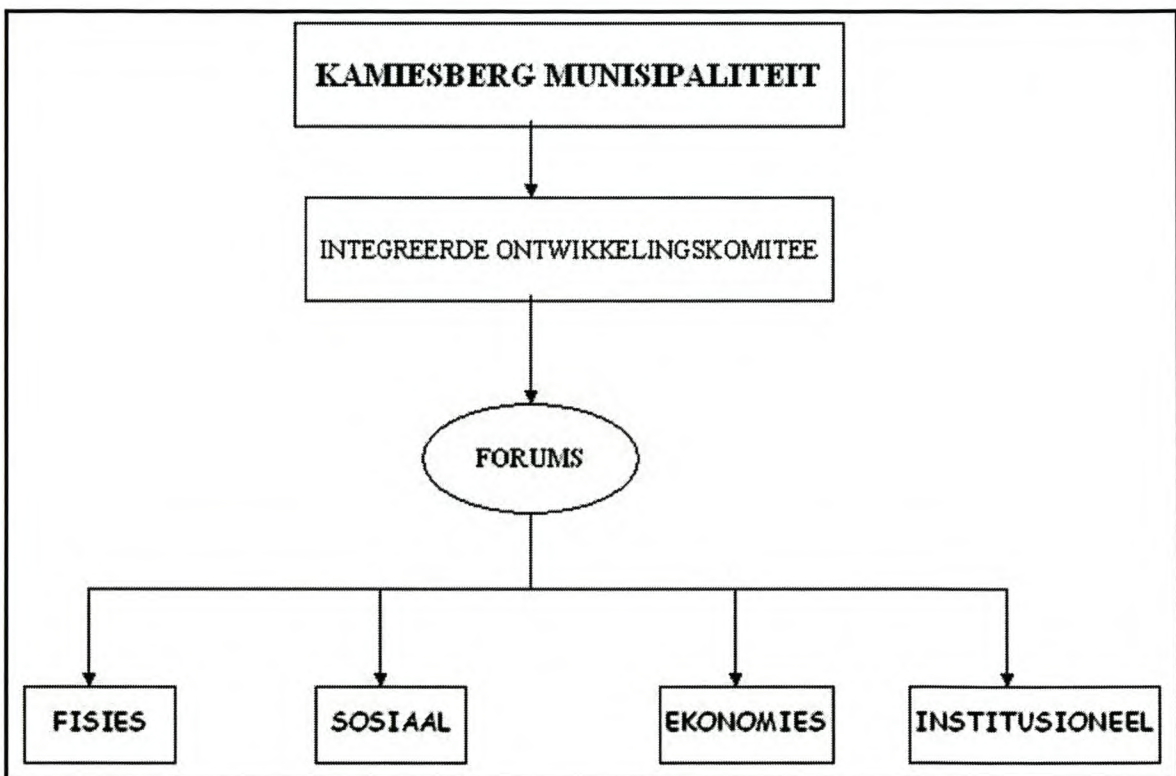 KAMIESBERG MUNISIPALITEIT
INTEGREERDE ONTWIKKELINGSKOMITEE
FORUMS
FISIES
SOSIAAL
EKONOMIES
INSTITUSIONEEL